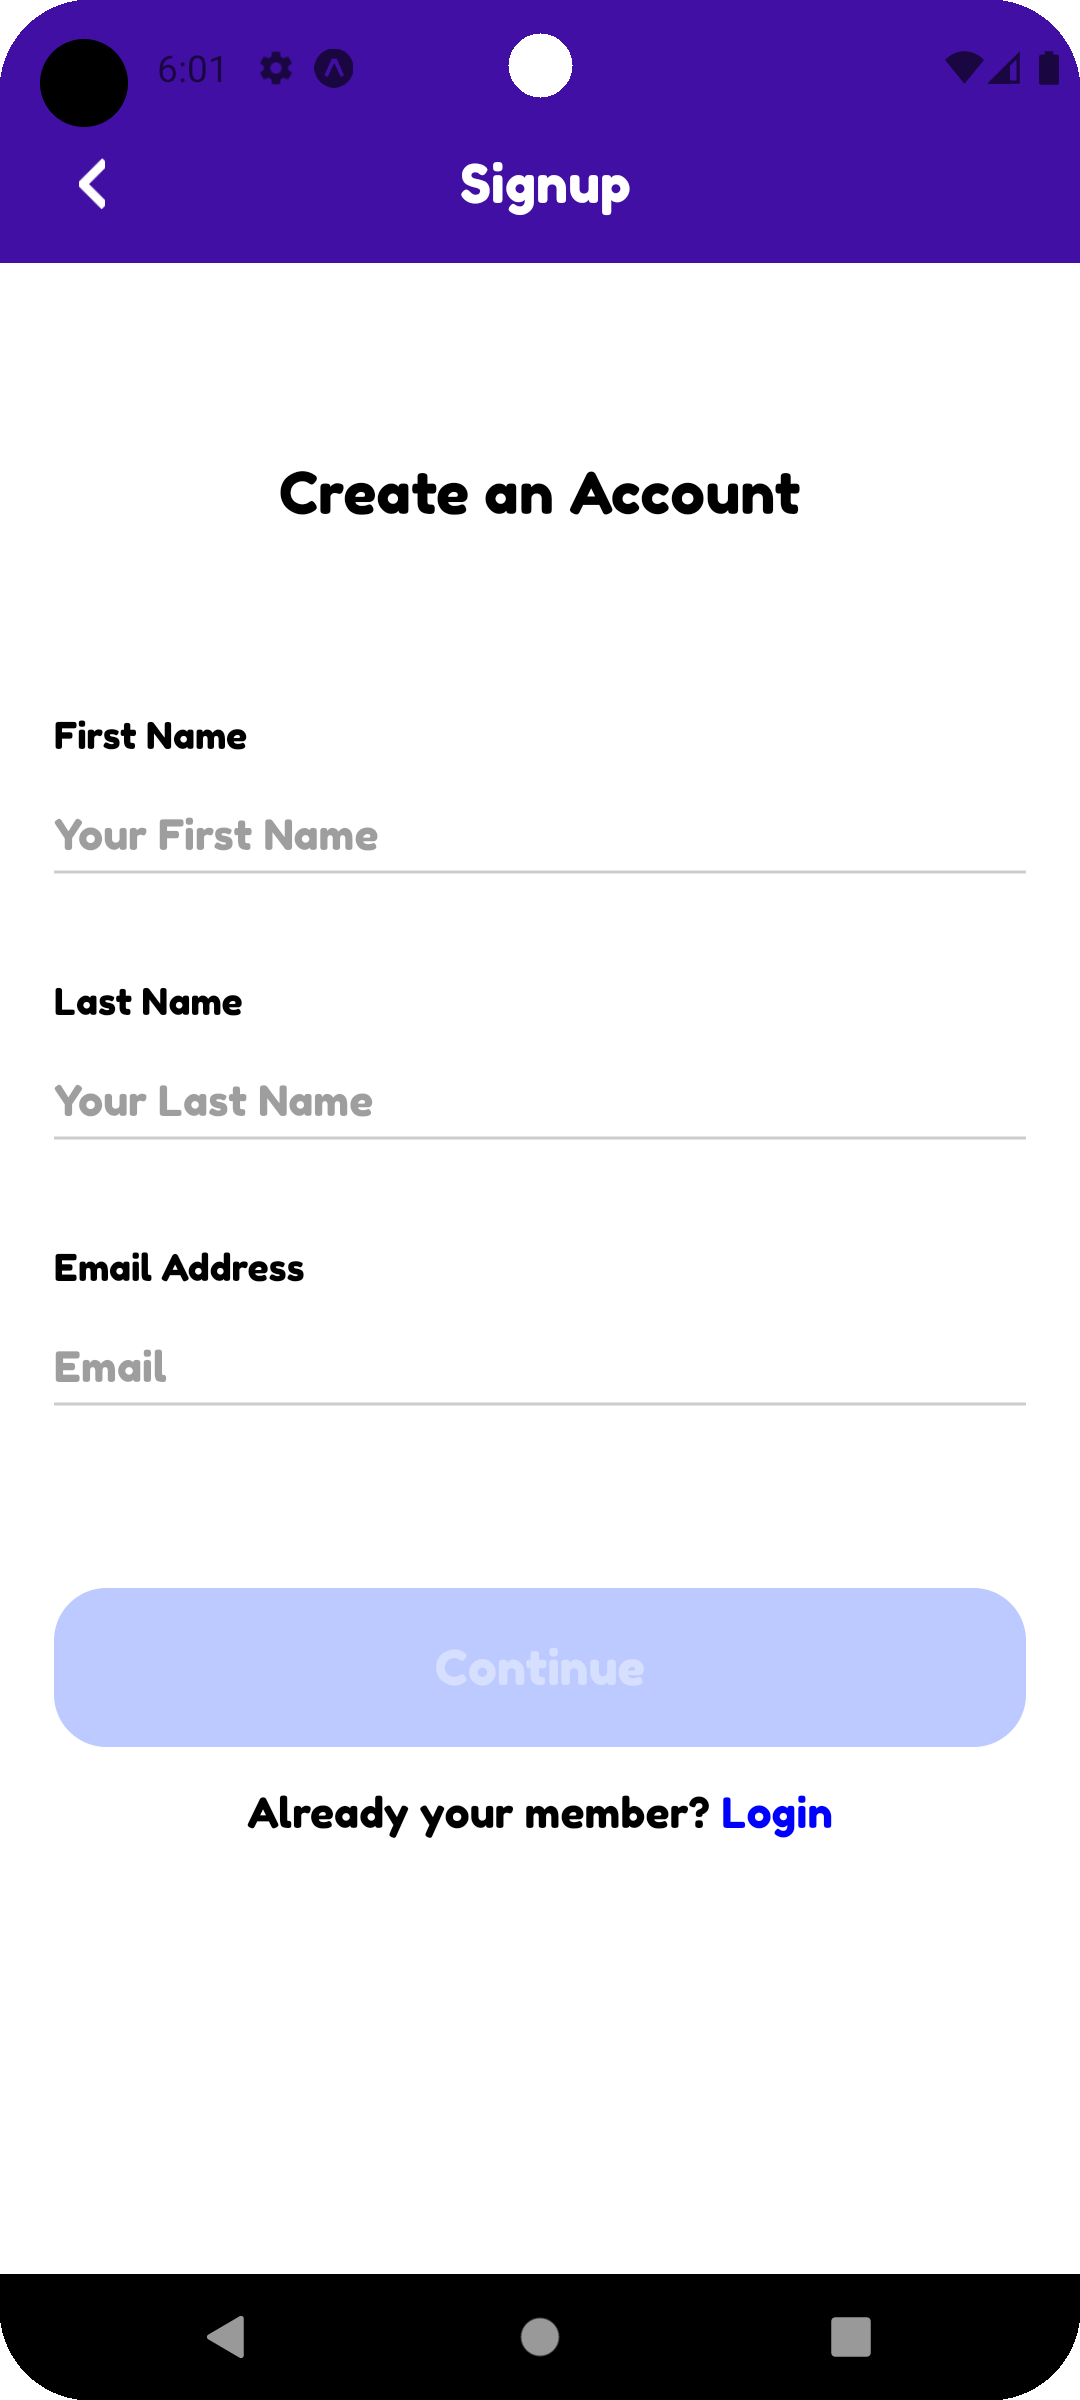 6:01
Signup
Create an Account
First Name
Your First Name
Last Name
Your Last Name
Email Address
Email
Continue
Already your member? Login